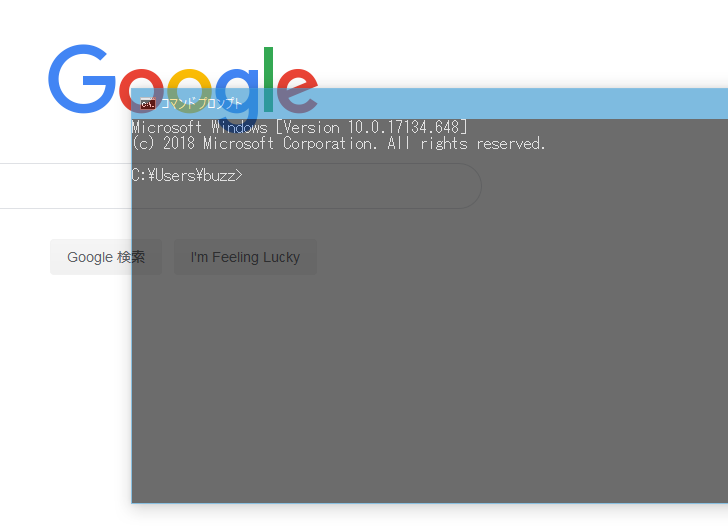 Google
コマンド プロンプト
Microsoft Windows [Version 10.0.17134.648]
(c) 2018 Microsoft Corporation. All rights reserved.
C:¥Users¥buzz>
Google 検索
I'm Feeling Lucky